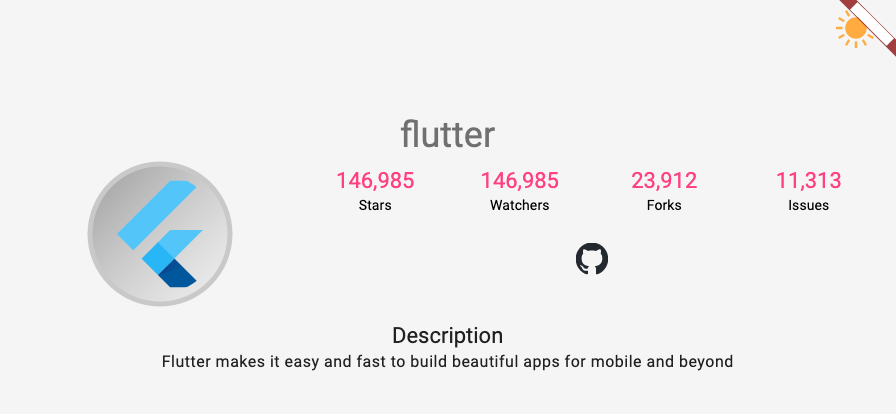 flutter
146,985 146,985 23,912 11,313
Stars Watchers Forks Issues
Description
Flutter makes it easy and fast to build beautiful apps for mobile and beyond